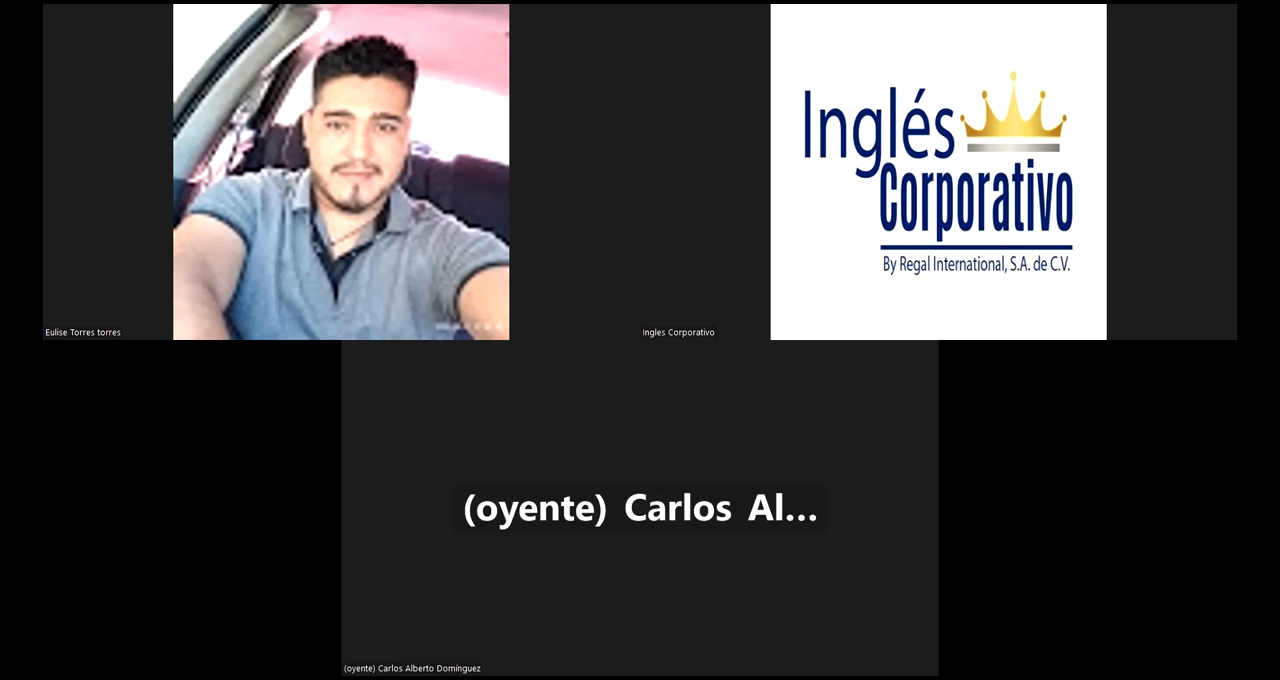 Inglés
Corporativo
By Regal International, S.A. de C.V.
Eulise Torres torres
Ingles Corporativo
(oyente) Carlos Al...
(oyente) Carlos Alberto Domínguez